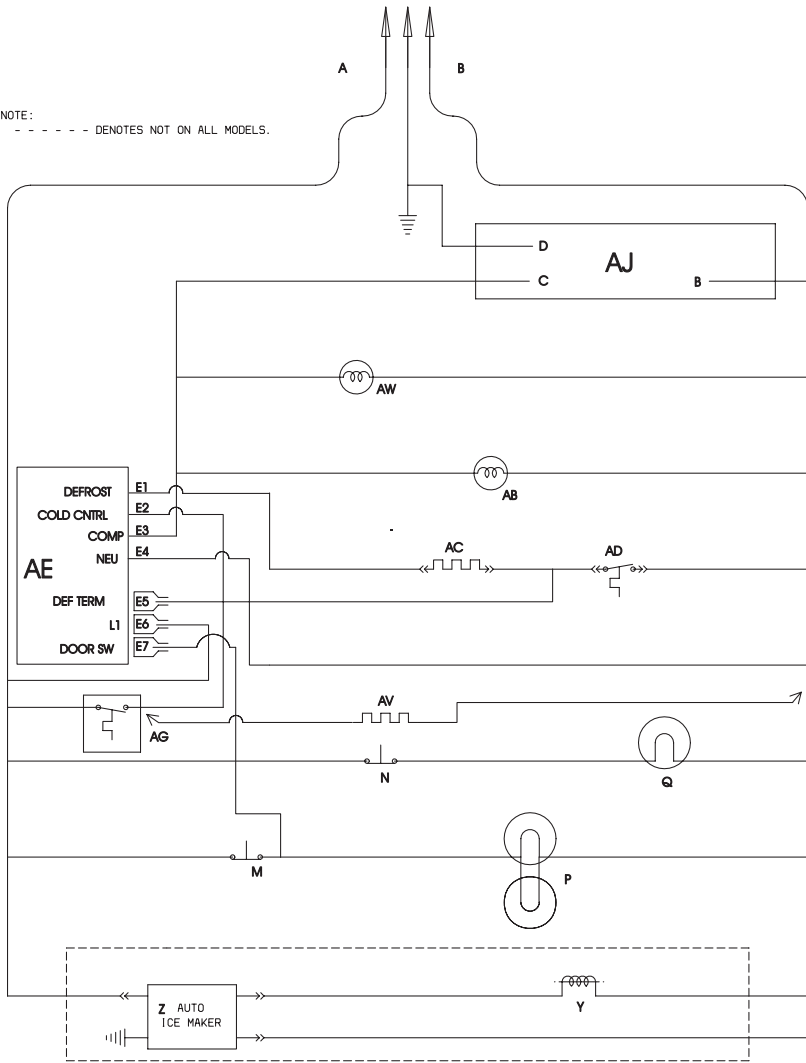 A
B
NOTE:
- - - - - - DENOTES NOT ON ALL MODELS.
D
AJ
C
B
AW
AB
DEFROST E1
COLD CNTRL E2
COMP E3
NEU E4
AE
DEF TERM E5
L1 E6
DOOR SW E7
AC
AD
AV
AG
N
Q
M
P
Z AUTO
ICE MAKER
Y